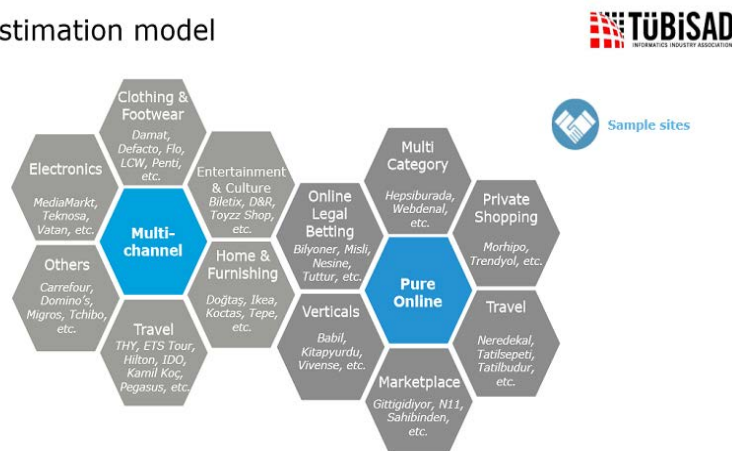 stimation model
TÜBİSAD
INFORMATICS INDUSTRY ASSOCIATION
Sample sites
Clothing &
Footwear
Damat,
Defacto, Flo,
LCW, Penti,
etc.
Electronics
MediaMarkt,
Teknosa,
Vatan, etc.
Entertainment
& Culture
Biletix, D&R,
Toyzz Shop,
etc.
Multi-
channel
Others
Carrefour,
Domino's,
Migros, Tchibo,
etc.
Home &
Furnishing
Doğtaş, Ikea,
Koctas, Tepe,
etc.
Travel
THY, ETS Tour,
Hilton, IDO,
Kamil Koç,
Pegasus, etc.
Multi
Category
Hepsiburada,
Webdenal,
etc.
Online
Legal
Betting
Bilyoner, Misli,
Nesine,
Tuttur, etc.
Private
Shopping
Morhipo,
Trendyol, etc.
Pure
Online
Verticals
Babil,
Kitapyurdu,
Vivense, etc.
Travel
Neredekal,
Tatilsepeti,
Tatilbudur,
etc.
Marketplace
Gittigidiyor, N11,
Sahibinden,
etc.